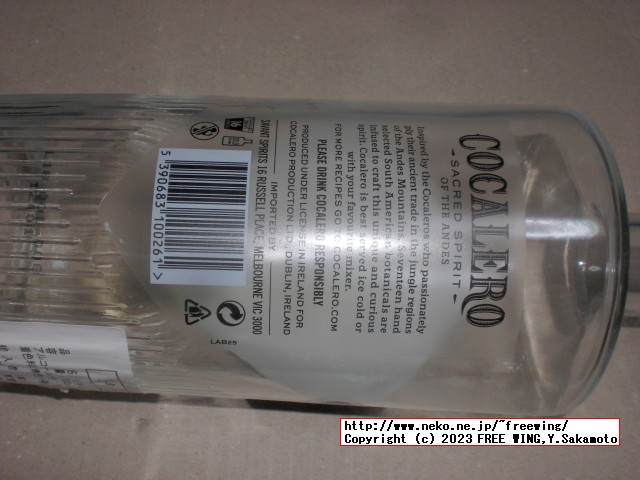 COCALERO
SACRED SPIRIT
OF THE ANDES
Inspired by the Cocaleros who passionately
ply their ancient trade in the jungle regions
of the Andes Mountains. Seventeen hand
selected South American botanicals are
infused to craft this unique and curious
spirit. Cocalero is best served ice cold or
with your favourite mixer.
FOR MORE RECIPES GO TO COCALERO.COM
PLEASE DRINK COCALERO RESPONSIBLY
PRODUCED UNDER LICENSE IN IRELAND FOR
COCALERO PRODUCTION LTD., DUBLIN, IRELAND
IMPORTED BY
SAVANT SPIRITS: 16 RUSSELL PLACE, MELBOURNE VIC 3000
5 390683 100261 >
LAB25
http://www.neko.ne.jp/~freewing/
Copyright (c) 2023 FREE WING,Y.Sakamoto